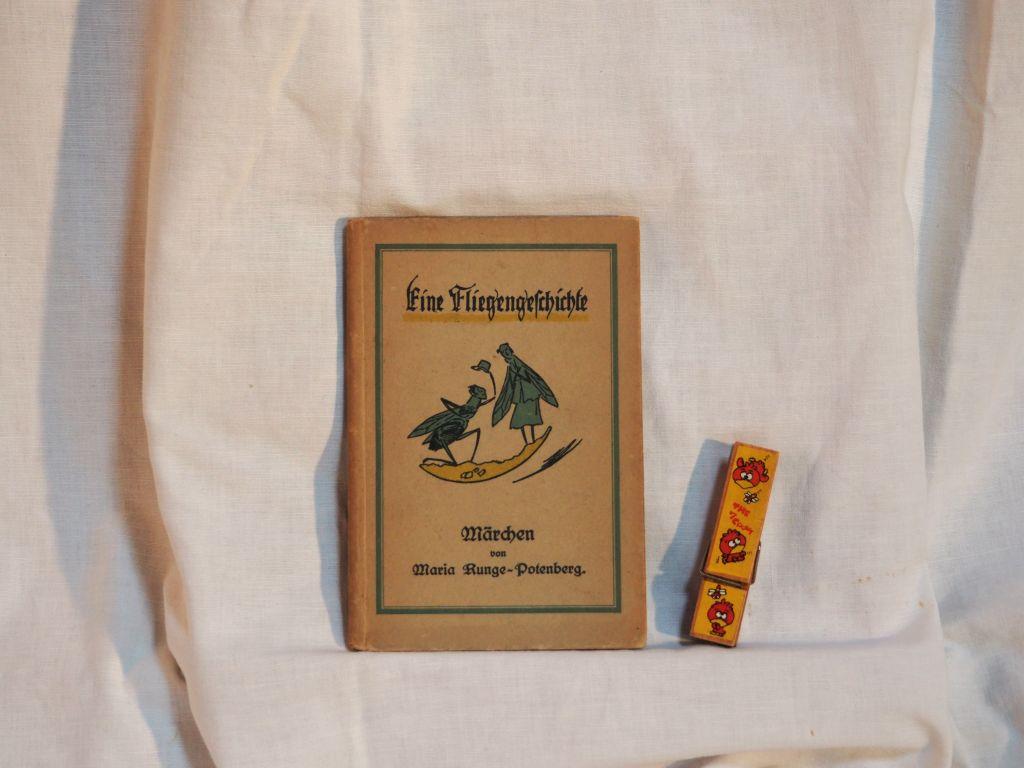 Eine Fliegengeſchichte
Märchen
von
Maria Runge-Potenberg.